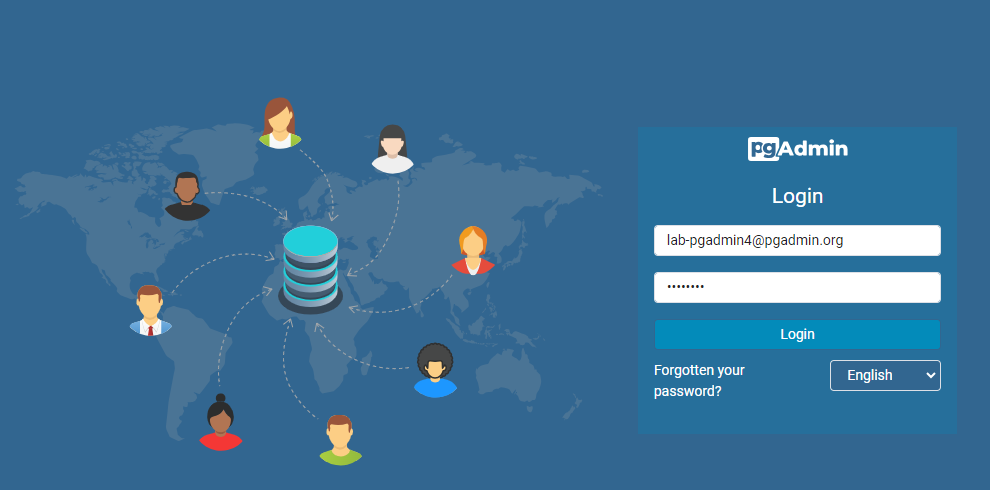 pgAdmin
Login
lab-pgadmin4@pgadmin.org
••••••••
Login
Forgotten your
password?
English